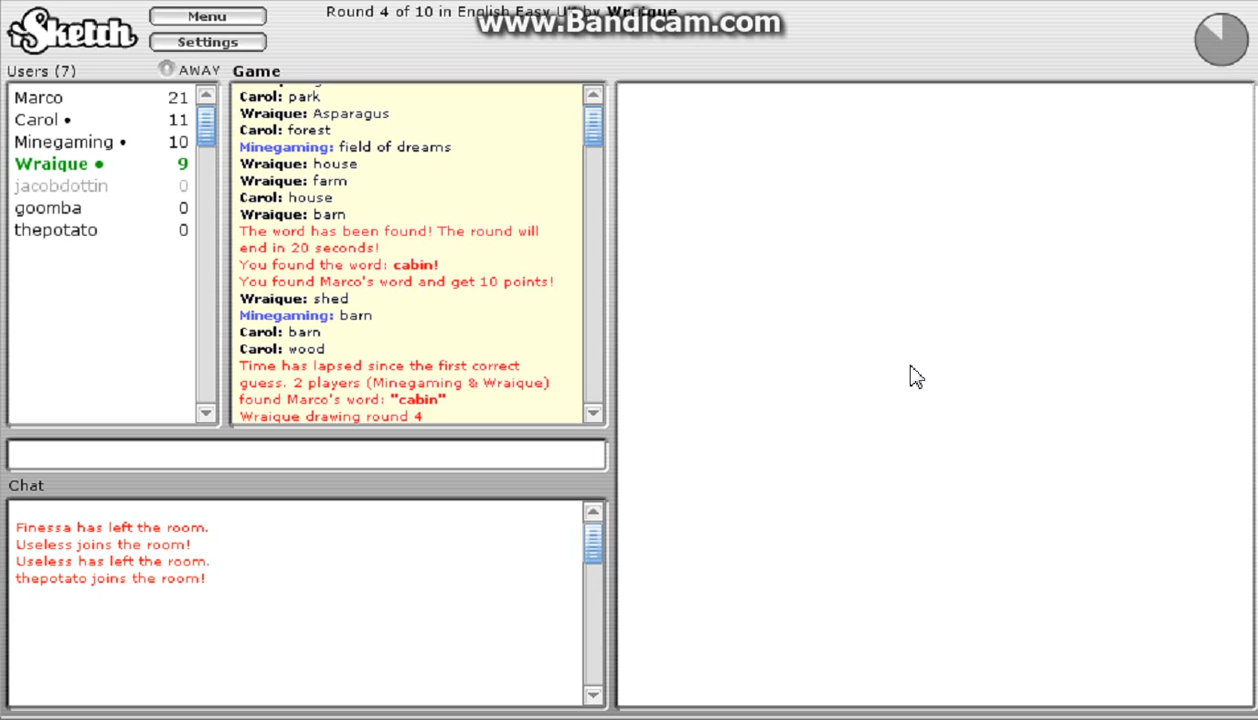 iSketch
Menu
Settings
Round 4 of 10 in English Easy by Wraique
www.Bandicam.com
Users (7)
AWAY
Game
Marco 21
Carol • 11
Minegaming • 10
Wraique • 9
jacobdottin 0
goomba 0
thepotato 0
Carol: park
Wraique: Asparagus
Carol: forest
Minegaming: field of dreams
Wraique: house
Wraique: farm
Carol: house
Wraique: barn
The word has been found! The round will
end in 20 seconds!
You found the word: cabin!
You found Marco's word and get 10 points!
Wraique: shed
Minegaming: barn
Carol: barn
Carol: wood
Time has lapsed since the first correct
guess. 2 players (Minegaming & Wraique)
found Marco's word: "cabin"
Wraique drawing round 4
Chat
Finessa has left the room.
Useless joins the room!
Useless has left the room.
thepotato joins the room!